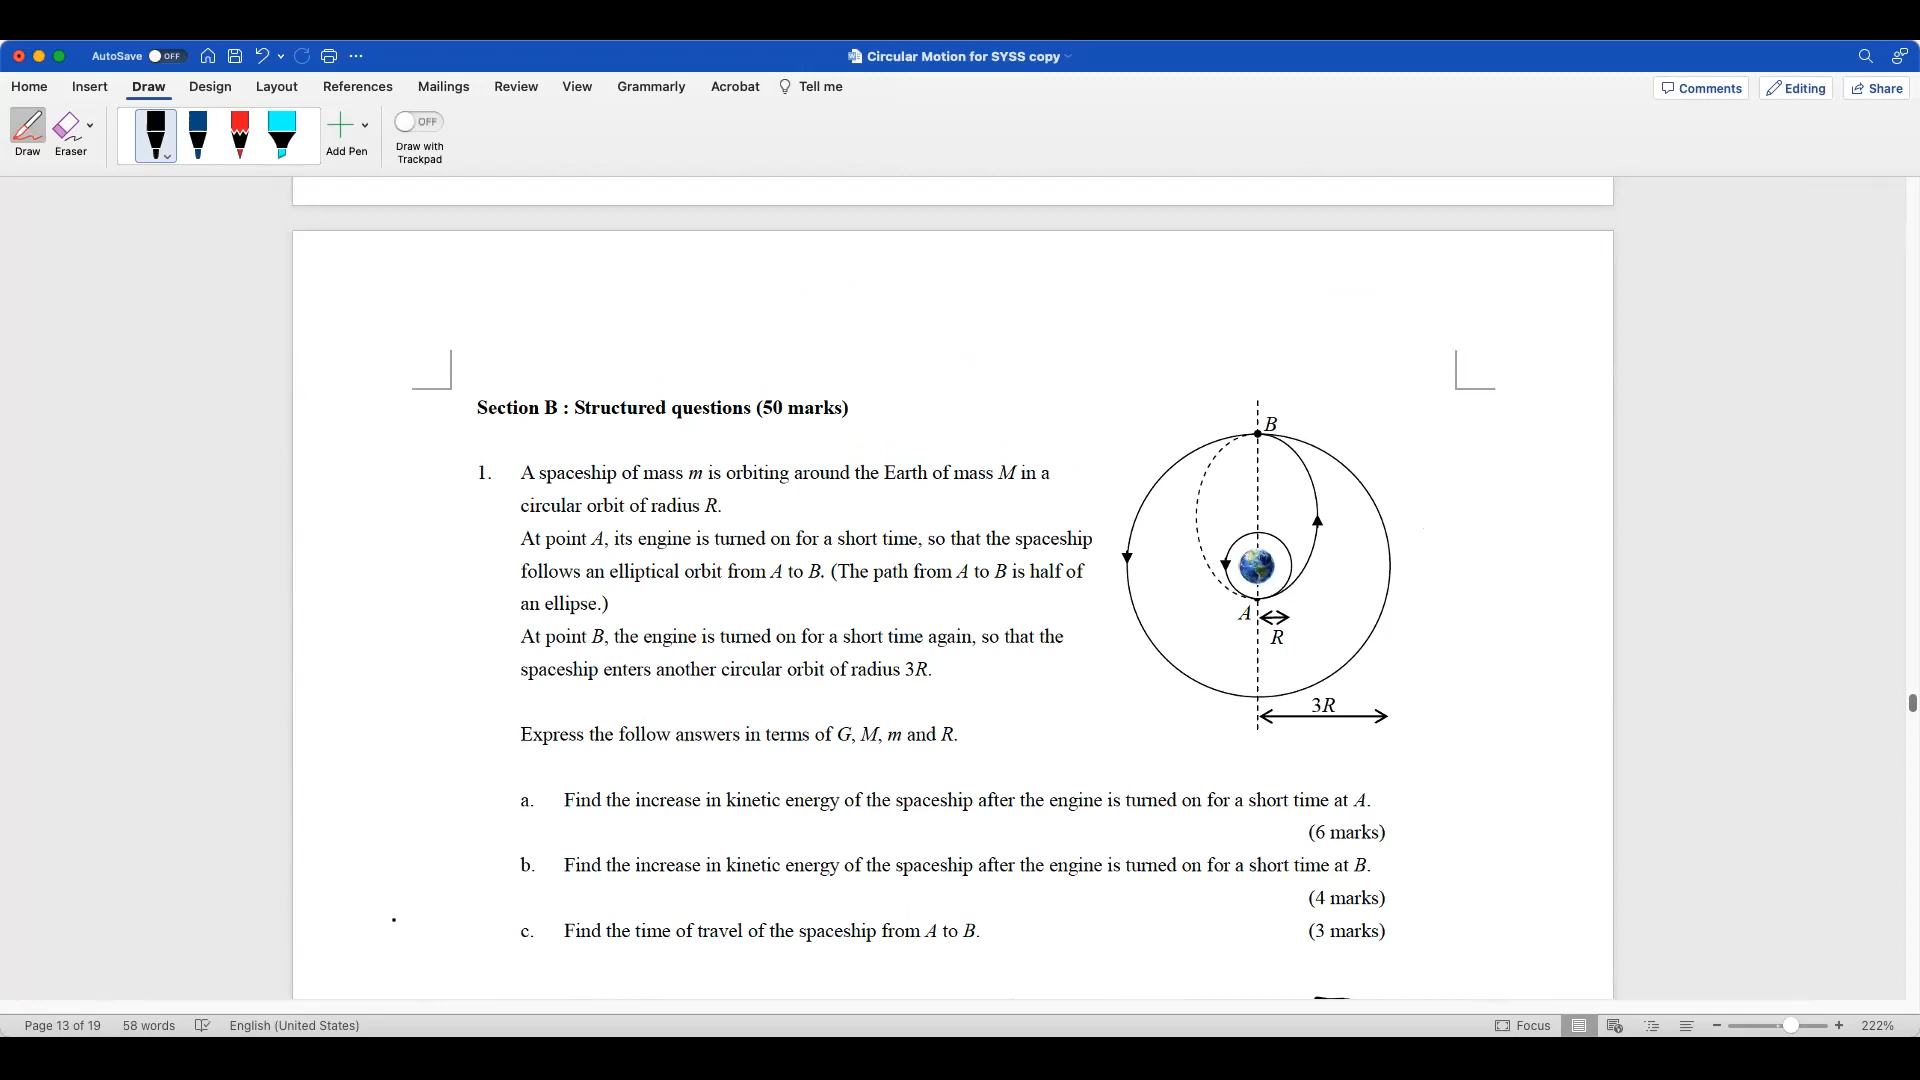 AutoSave OFF
Circular Motion for SYSS copy
Home Insert Draw Design Layout References Mailings Review View Grammarly Acrobat Tell me
Comments Editing Share
OFF
Draw Eraser Add Pen Draw with
Trackpad
Section B : Structured questions (50 marks)
1. A spaceship of mass m is orbiting around the Earth of mass M in a
circular orbit of radius R.
At point A, its engine is turned on for a short time, so that the spaceship
follows an elliptical orbit from A to B. (The path from A to B is half of
an ellipse.)
At point B, the engine is turned on for a short time again, so that the
spaceship enters another circular orbit of radius 3R.
B
A
R
3R
Express the follow answers in terms of G, M, m and R.
a. Find the increase in kinetic energy of the spaceship after the engine is turned on for a short time at A.
(6 marks)
b. Find the increase in kinetic energy of the spaceship after the engine is turned on for a short time at B.
(4 marks)
c. Find the time of travel of the spaceship from A to B. (3 marks)
Page 13 of 19 58 words English (United States) Focus 222%